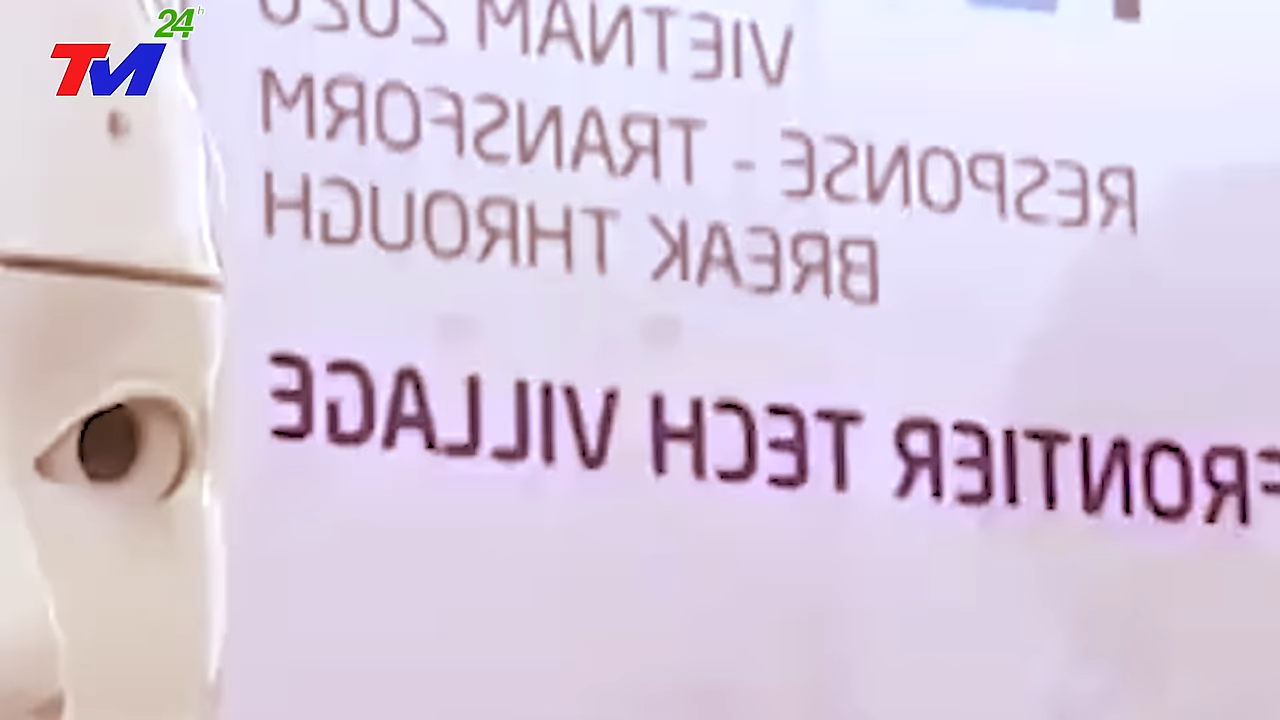 TM 24h
VIETNAM 2020
RESPONSE - TRANSFORM
BREAK THROUGH
FRONTIER TECH VILLAGE